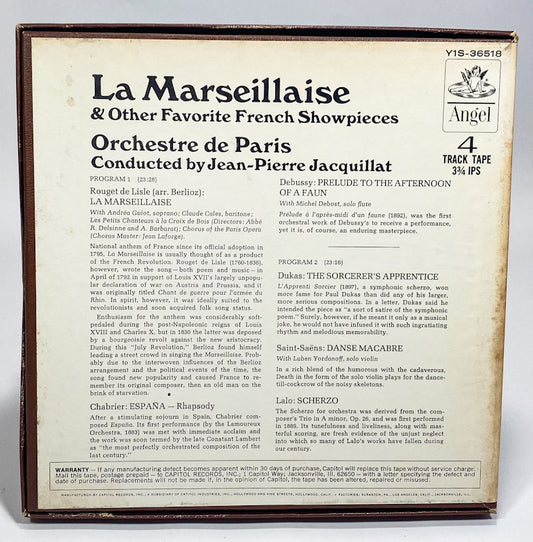 Y1S-36518
Angel
4
TRACK TAPE
3¾ IPS
La Marseillaise
& Other Favorite French Showpieces
Orchestre de Paris
Conducted by Jean-Pierre Jacquillat
PROGRAM 1 (23:28)
Rouget de Lisle (arr. Berlioz):
LA MARSEILLAISE
With Andréa Guiot, soprano; Claude Cales, baritone;
Les Petits Chanteurs à la Croix de Bois (Directors: Abbé
R. Delsinne and A. Barbarat); Chorus of the Paris Opera
(Chorus Master: Jean Laforge).
National anthem of France since its official adoption in
1795, La Marseillaise is usually thought of as a product
of the French Revolution. Rouget de Lisle (1760-1836),
however, wrote the song – both poem and music – in
April of 1792 in support of Louis XVI's largely unpop-
ular declaration of war on Austria and Prussia, and it
was originally titled Chant de guerre pour l'armée du
Rhin. In spirit, however, it was ideally suited to the
revolutionists and soon acquired folk song status.
Enthusiasm for the anthem was considerably soft-
pedaled during the post-Napoleonic reigns of Louis
XVIII and Charles X, but in 1830 the latter was deposed
by a bourgeoisie revolt against the new aristocracy.
During this "July Revolution," Berlioz found himself
leading a street crowd in singing the Marseillaise. Prob-
ably due to the interwoven influences of the Berlioz
arrangement and the political events of the time, the
song found new popularity and caused France to re-
member its original composer, then an old man on the
brink of starvation.
Chabrier: ESPAÑA – Rhapsody
After a stimulating sojourn in Spain, Chabrier com-
posed España. Its first performance (by the Lamoureux
Orchestra, 1883) was met with immediate acclaim and
the work was soon termed by the late Constant Lambert
as "the most perfectly orchestrated composition of the
last century."
Debussy: PRELUDE TO THE AFTERNOON
OF A FAUN
With Michel Debost, solo flute
Prélude à l'après-midi d'un faune (1892), was the first
orchestral work of Debussy's to receive a performance,
yet it is, of course, an enduring masterpiece.
PROGRAM 2 (23:16)
Dukas: THE SORCERER'S APPRENTICE
L'Apprenti Sorcier (1897), a symphonic scherzo, won
more fame for Paul Dukas than did any of his larger,
more serious compositions. In a letter, Dukas said he
intended the piece as "a sort of satire of the symphonic
poem." Surely, however, if he meant it only as a musical
joke, he would not have infused it with such ingratiating
rhythm and melodious memorability.
Saint-Saëns: DANSE MACABRE
With Luben Yordanoff, solo violin
In a rich blend of the humorous with the cadaverous,
Death in the form of the solo violin plays for the dance-
till-cockcrow of the noisy skeletons.
Lalo: SCHERZO
The Scherzo for orchestra was derived from the com-
poser's Trio in A minor, Op. 26, and was first performed
in 1885. Its tunefulness and liveliness, along with mas-
terful scoring, are fresh evidence of the unjust neglect
into which so many of Lalo's works have fallen during
our century.
WARRANTY – If any manufacturing defect becomes apparent within 30 days of purchase, Capitol will replace this tape without service charge.
Mail this tape, postage prepaid – to CAPITOL RECORDS, INC., 1 Capitol Way; Jacksonville, Ill. 62650 – with a letter specifying the defect and
date of purchase. Replacements will not be made if, in the opinion of Capitol, the tape has been altered, repaired or misused.
MANUFACTURED BY CAPITOL RECORDS, INC., A SUBSIDIARY OF CAPITOL INDUSTRIES, INC., HOLLYWOOD AND VINE STREETS, HOLLYWOOD, CALIF. • FACTORIES: SCRANTON, PA., LOS ANGELES, CALIF., JACKSONVILLE, ILL.